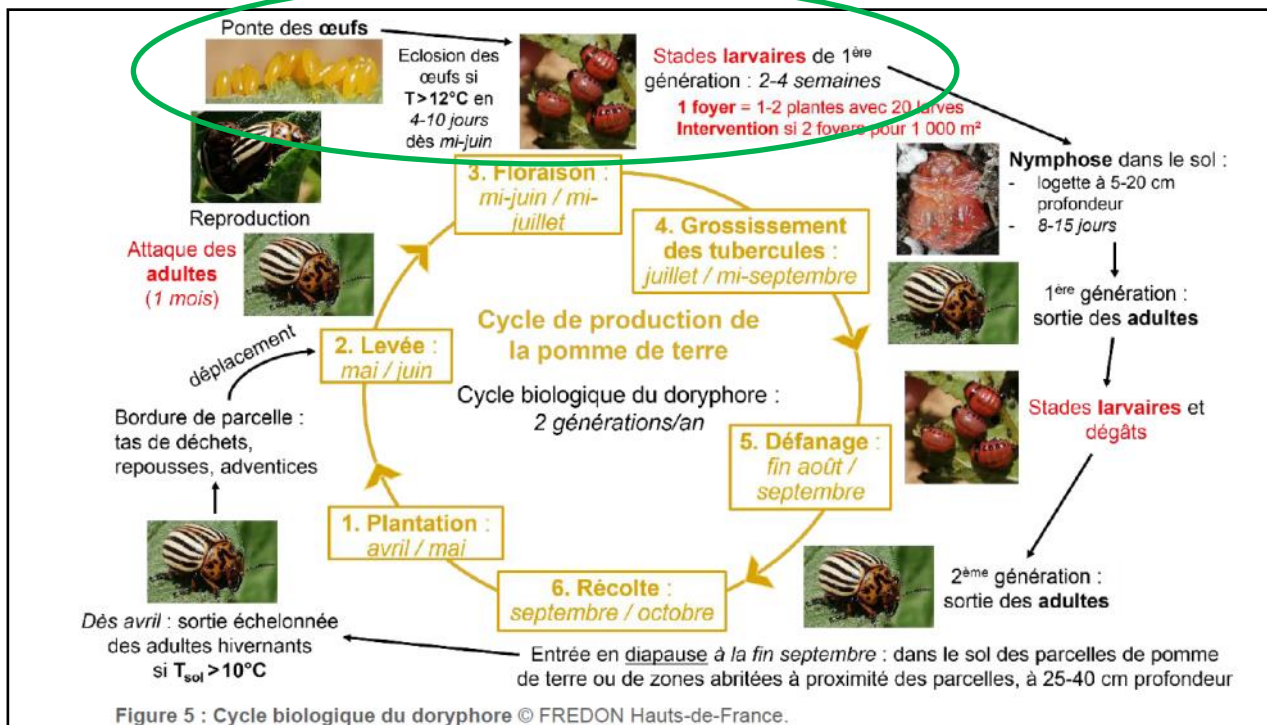 Ponte des œufs
Eclosion des
œufs si
T>12°C en
4-10 jours
dès mi-juin
Stades larvaires de 1ère
génération : 2-4 semaines
1 foyer = 1-2 plantes avec 20 larves
Intervention si 2 foyers pour 1 000 m²
Nymphose dans le sol :
- logette à 5-20 cm
profondeur
- 8-15 jours
1ère génération :
sortie des adultes
Stades larvaires et
dégâts
2ème génération :
sortie des adultes
Entrée en diapause à la fin septembre : dans le sol des parcelles de pomme
de terre ou de zones abritées à proximité des parcelles, à 25-40 cm profondeur
Dès avril : sortie échelonnée
des adultes hivernants
si Tsol >10°C
Bordure de parcelle :
tas de déchets,
repousses, adventices
déplacement
Attaque des
adultes
(1 mois)
Reproduction
1. Plantation :
avril / mai
2. Levée :
mai / juin
3. Floraison :
mi-juin / mi-
juillet
4. Grossissement
des tubercules :
juillet / mi-septembre
5. Défanage :
fin août /
septembre
6. Récolte :
septembre / octobre
Cycle de production de
la pomme de terre
Cycle biologique du doryphore :
2 générations/an
Figure 5 : Cycle biologique du doryphore © FREDON Hauts-de-France.